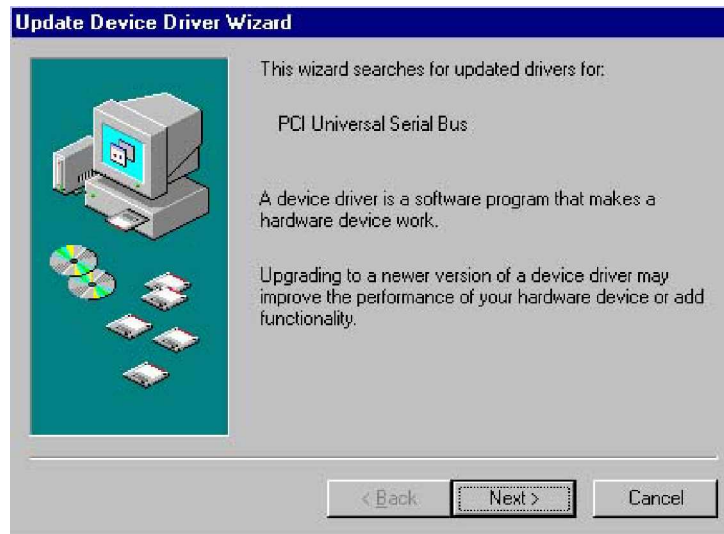 Update Device Driver Wizard
This wizard searches for updated drivers for:
PCI Universal Serial Bus
A device driver is a software program that makes a
hardware device work.
Upgrading to a newer version of a device driver may
improve the performance of your hardware device or add
functionality.
< Back
Next >
Cancel